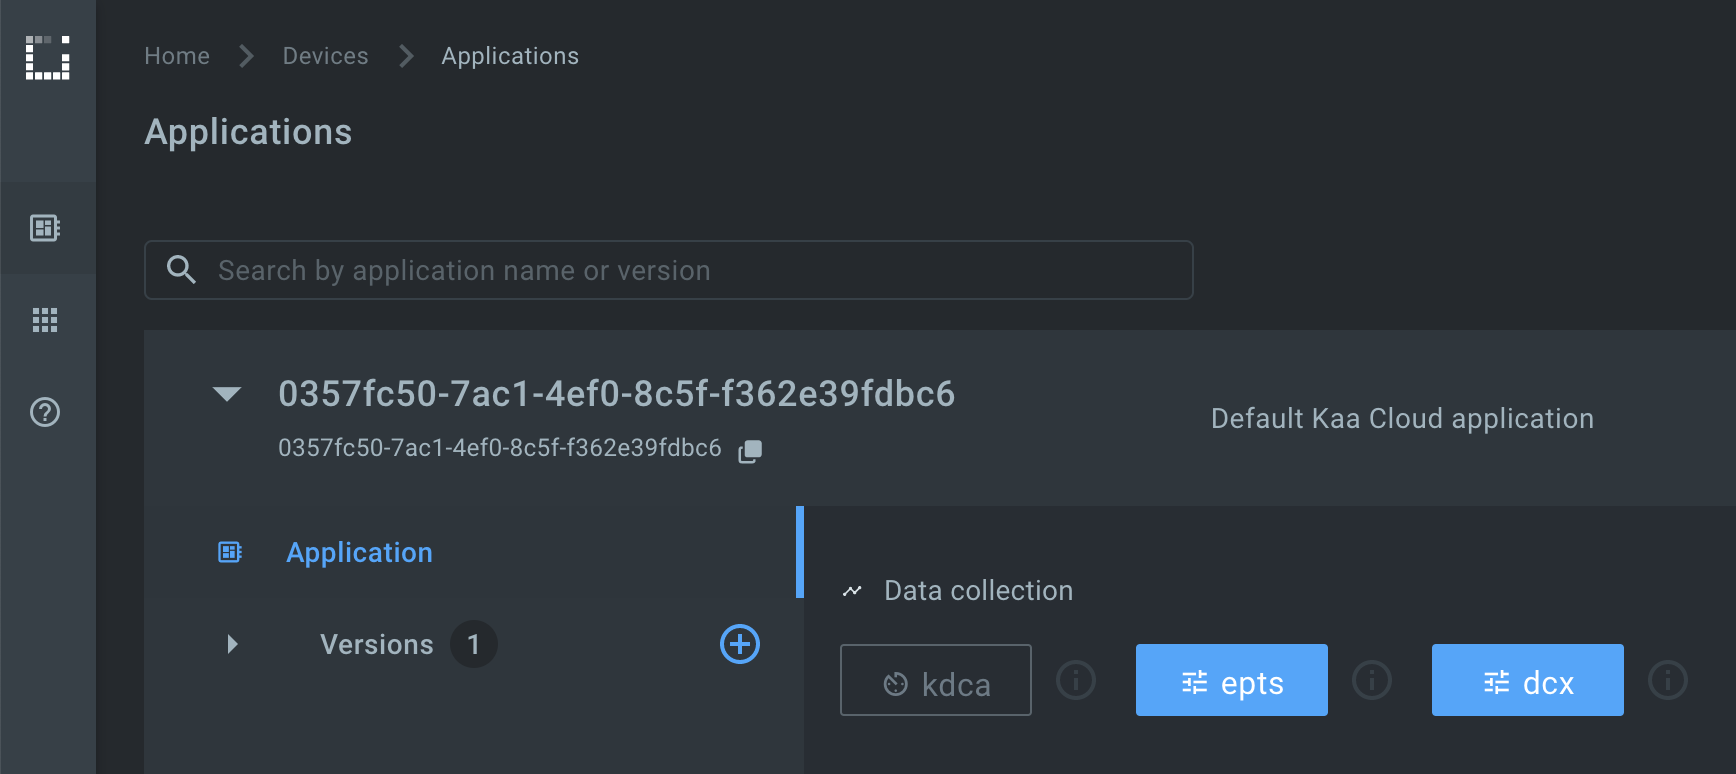 Home Devices Applications
Applications
Search by application name or version
0357fc50-7ac1-4ef0-8c5f-f362e39fdbc6
0357fc50-7ac1-4ef0-8c5f-f362e39fdbc6
Default Kaa Cloud application
Application
Versions 1
Data collection
kdca epts dcx